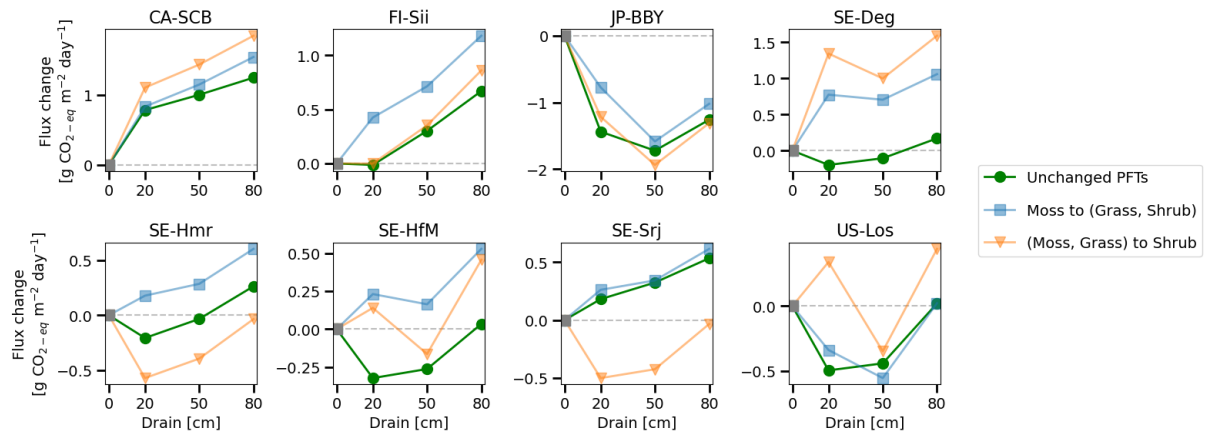 CA-SCB
FI-Sii
JP-BBY
SE-Deg
Flux change
[g CO2−eq m−2 day−1]
1
0
0 20 50 80
1.0
0.5
0.0
0 20 50 80
0
−1
−2
0 20 50 80
1.5
1.0
0.5
0.0
0 20 50 80
Unchanged PFTs
Moss to (Grass, Shrub)
(Moss, Grass) to Shrub
SE-Hmr
SE-HfM
SE-Srj
US-Los
Flux change
[g CO2−eq m−2 day−1]
0.5
0.0
−0.5
0 20 50 80
Drain [cm]
0.50
0.25
0.00
−0.25
0 20 50 80
Drain [cm]
0.5
0.0
−0.5
0 20 50 80
Drain [cm]
0.0
−0.5
0 20 50 80
Drain [cm]